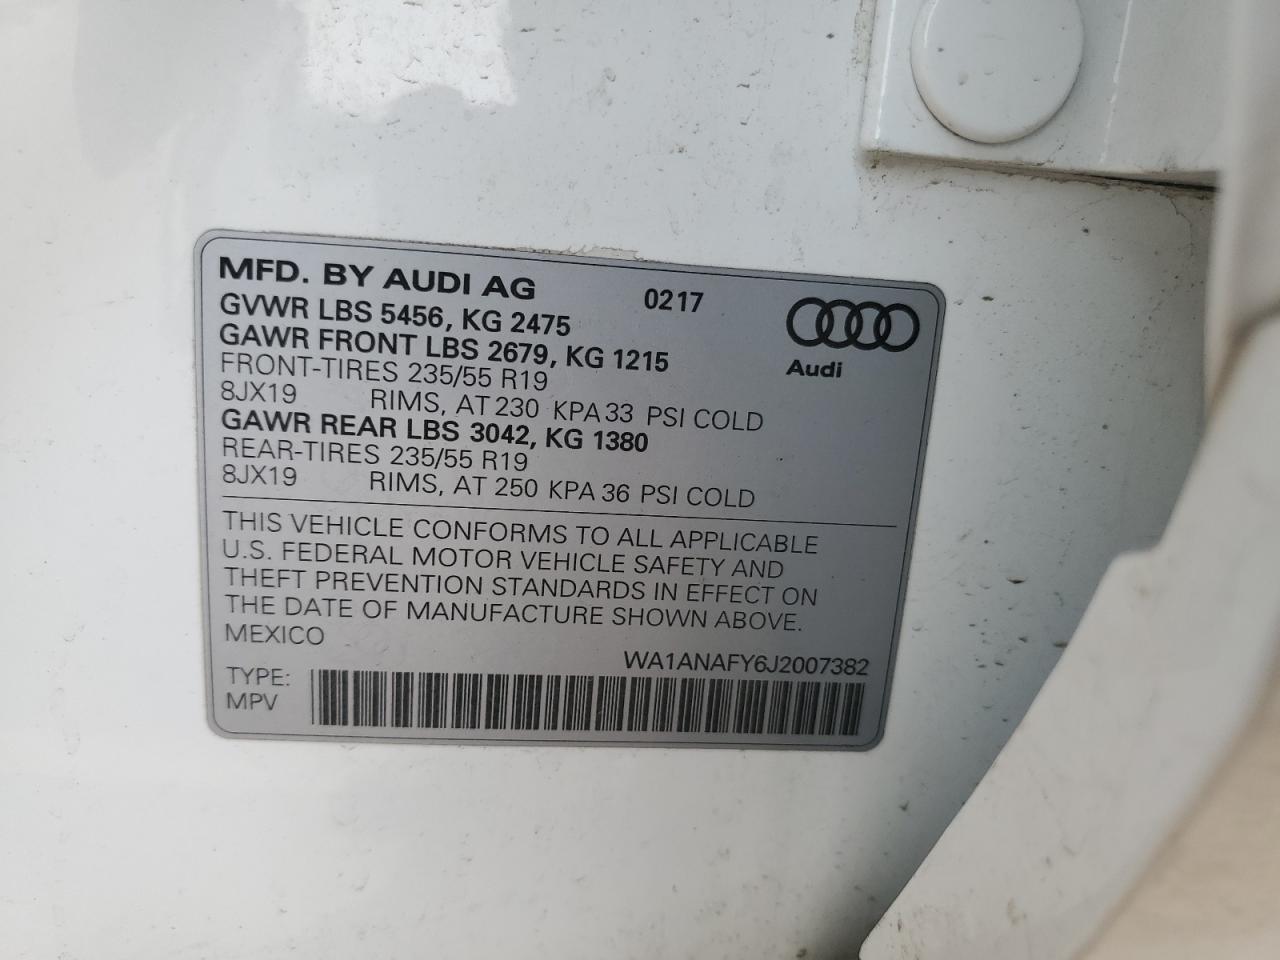 MFD. BY AUDI AG 0217
GVWR LBS 5456, KG 2475
GAWR FRONT LBS 2679, KG 1215
Audi
FRONT-TIRES 235/55 R19
8JX19 RIMS, AT 230 KPA 33 PSI COLD
GAWR REAR LBS 3042, KG 1380
REAR-TIRES 235/55 R19
8JX19 RIMS, AT 250 KPA 36 PSI COLD
THIS VEHICLE CONFORMS TO ALL APPLICABLE
U.S. FEDERAL MOTOR VEHICLE SAFETY AND
THEFT PREVENTION STANDARDS IN EFFECT ON
THE DATE OF MANUFACTURE SHOWN ABOVE.
MEXICO
WA1ANAFY6J2007382
TYPE:
MPV